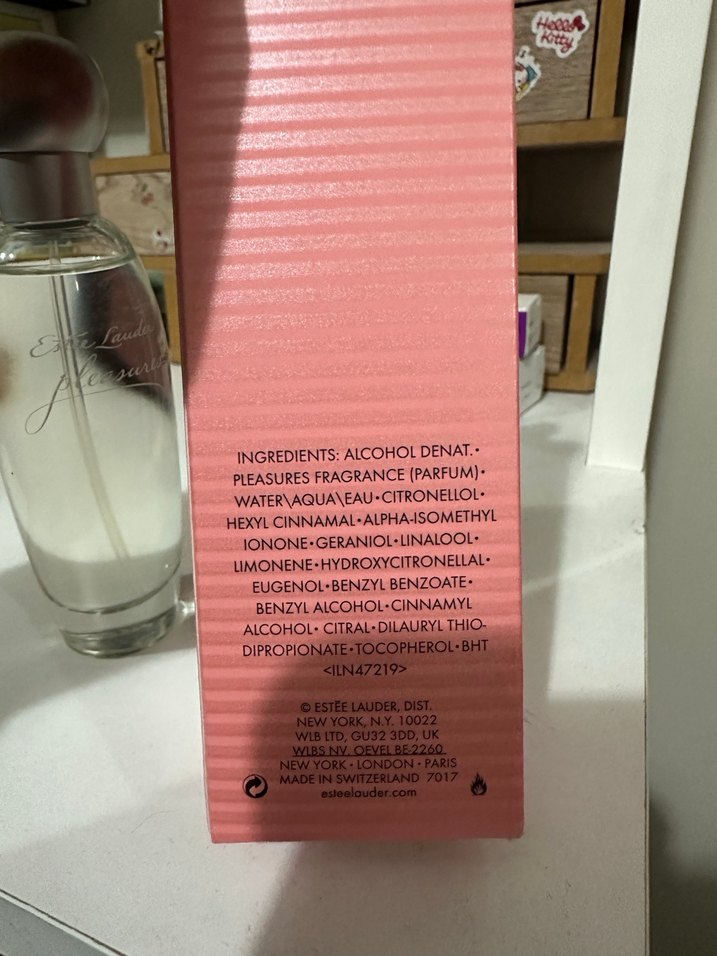 Hello
Kitty
Estée Lauder
pleasures
INGREDIENTS: ALCOHOL DENAT.•
PLEASURES FRAGRANCE (PARFUM)•
WATER\AQUA\EAU•CITRONELLOL•
HEXYL CINNAMAL•ALPHA-ISOMETHYL
IONONE•GERANIOL•LINALOOL•
LIMONENE•HYDROXYCITRONELLAL•
EUGENOL•BENZYL BENZOATE•
BENZYL ALCOHOL•CINNAMYL
ALCOHOL• CITRAL•DILAURYL THIO-
DIPROPIONATE•TOCOPHEROL•BHT
<ILN47219>
© ESTĒE LAUDER, DIST.
NEW YORK, N.Y. 10022
WLB LTD, GU32 3DD, UK
WLBS NV. OEVEL BE-2260
NEW YORK • LONDON • PARIS
MADE IN SWITZERLAND 7017
esteelauder.com